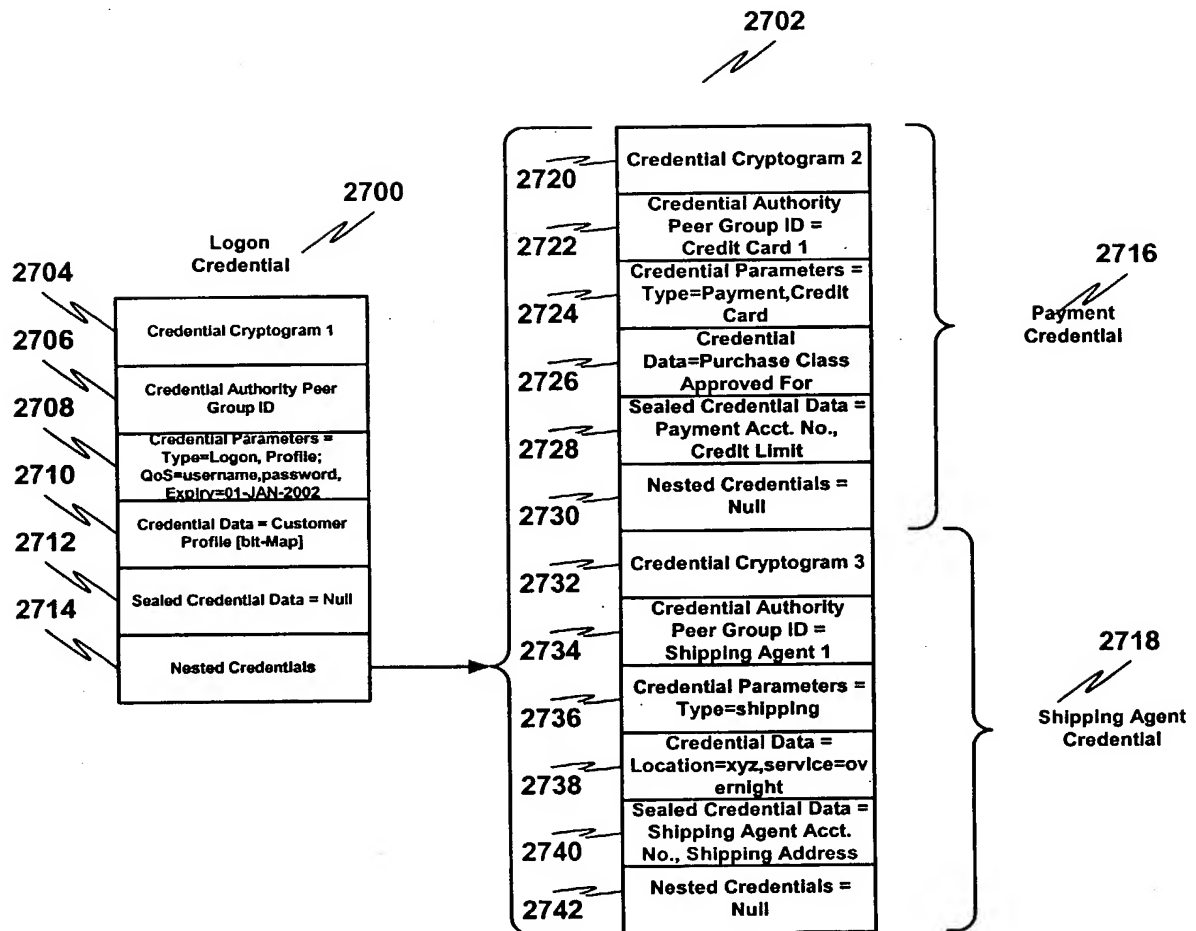 2702
2700
Logon
Credential
2704
Credential Cryptogram 1
2706
Credential Authority Peer
Group ID
2708
Credential Parameters =
Type=Logon, Profile;
QoS=username,password,
Expiry=01-JAN-2002
2710
Credential Data = Customer
Profile [bit-Map]
2712
Sealed Credential Data = Null
2714
Nested Credentials
2720
Credential Cryptogram 2
2722
Credential Authority
Peer Group ID =
Credit Card 1
2724
Credential Parameters =
Type=Payment,Credit
Card
2726
Credential
Data=Purchase Class
Approved For
2728
Sealed Credential Data =
Payment Acct. No.,
Credit Limit
2730
Nested Credentials =
Null
2716
Payment
Credential
2732
Credential Cryptogram 3
2734
Credential Authority
Peer Group ID =
Shipping Agent 1
2736
Credential Parameters =
Type=shipping
2738
Credential Data =
Location=xyz,service=ov
ernight
2740
Sealed Credential Data =
Shipping Agent Acct.
No., Shipping Address
2742
Nested Credentials =
Null
2718
Shipping Agent
Credential